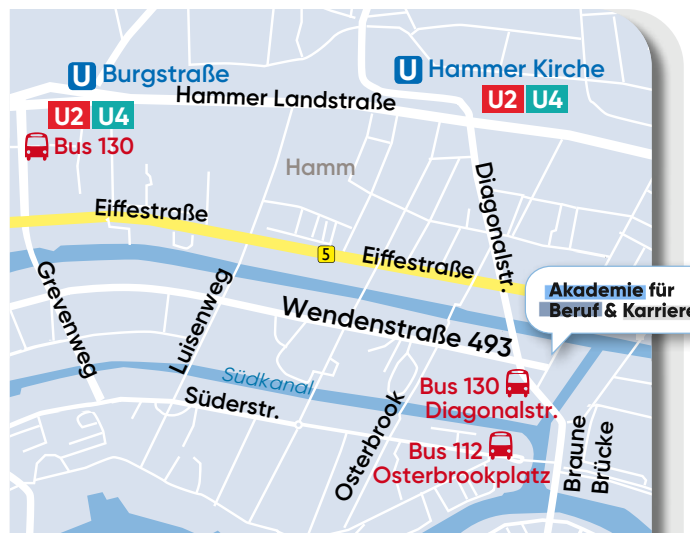 U Burgstraße
U2 U4
Bus 130
U Hammer Kirche
U2 U4
Hammer Landstraße
Hamm
Diagonalstr.
Eiffestraße
5
Eiffestraße
Grevenweg
Luisenweg
Wendenstraße 493
Akademie für
Beruf & Karriere
Südkanal
Süderstr.
Osterbrook
Bus 130
Diagonalstr.
Bus 112
Osterbrookplatz
Braune
Brücke